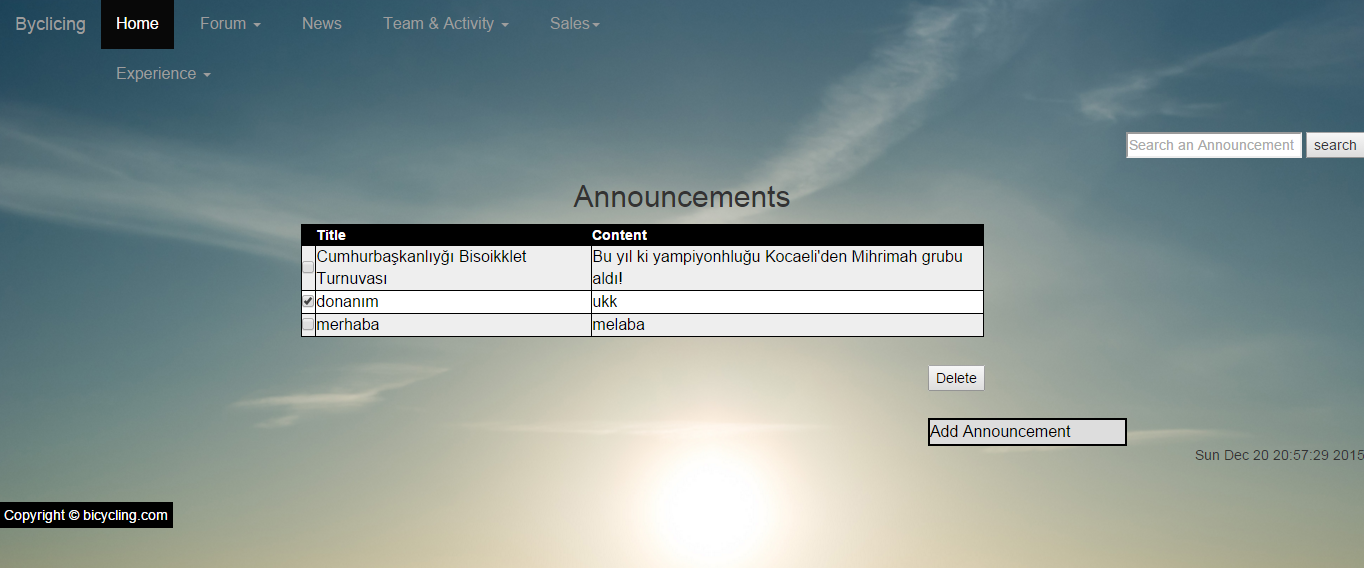 Byclicing Home Forum News Team & Activity Sales
Experience
Search an Announcement search
Announcements
Title Content
Cumhurbaşkanlıyğı Bisoikklet Bu yıl ki yampiyonhluğu Kocaeli'den Mihrimah grubu
Turnuvası aldı!
donanım ukk
merhaba melaba
Delete
Add Announcement
Sun Dec 20 20:57:29 2015
Copyright © bicycling.com